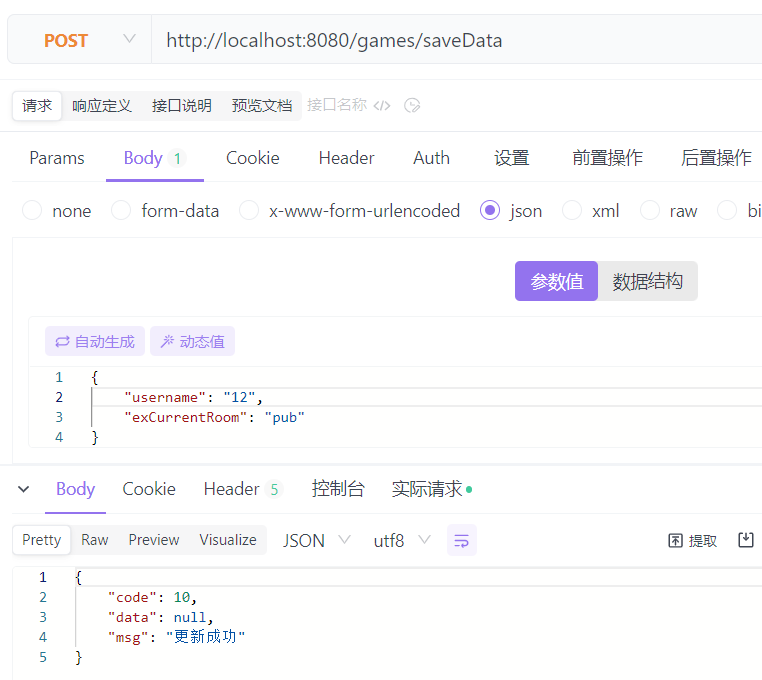 POST http://localhost:8080/games/saveData
请求 响应定义 接口说明 预览文档 接口名称 </>
Params Body 1 Cookie Header Auth 设置 前置操作 后置操作
none form-data x-www-form-urlencoded json xml raw bi
参数值 数据结构
自动生成 动态值
1 {
2 "username": "12",
3 "exCurrentRoom": "pub"
4 }
Body Cookie Header 5 控制台 实际请求
Pretty Raw Preview Visualize JSON utf8 提取
1 {
2 "code": 10,
3 "data": null,
4 "msg": "更新成功"
5 }